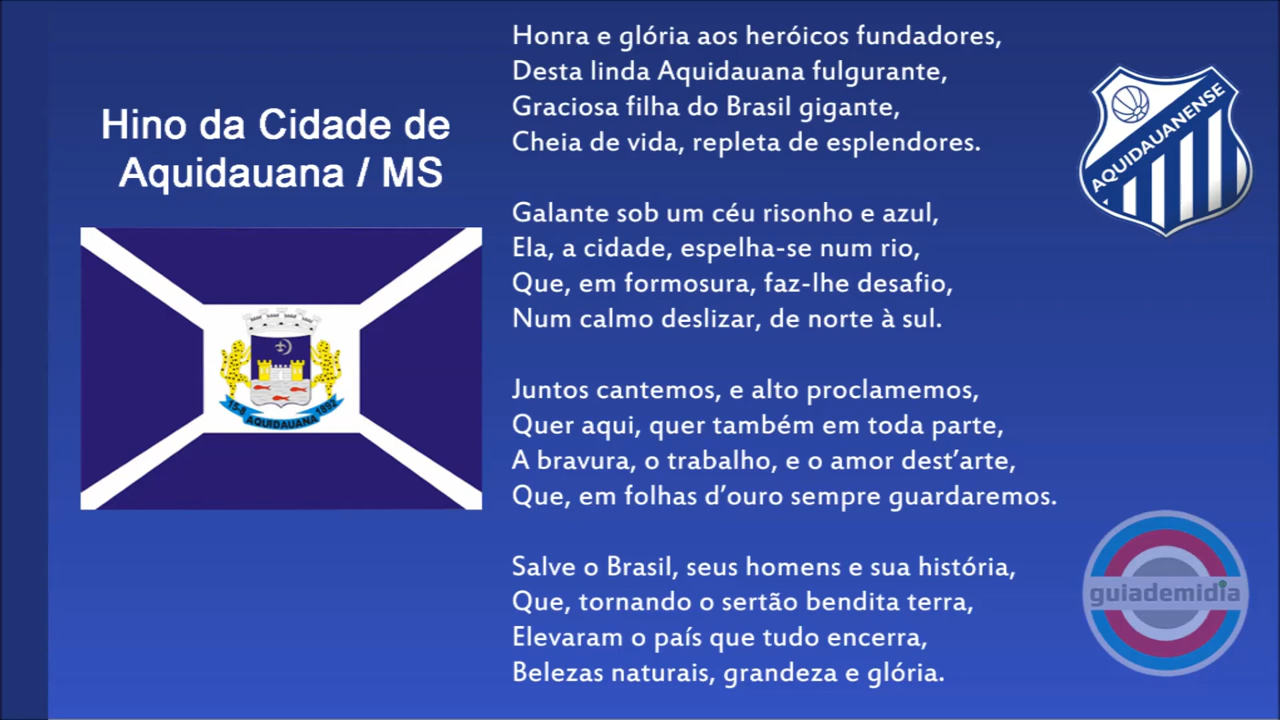 Hino da Cidade de
Aquidauana / MS
15-8 AQUIDAUANA 1892
Honra e glória aos heróicos fundadores,
Desta linda Aquidauana fulgurante,
Graciosa filha do Brasil gigante,
Cheia de vida, repleta de esplendores.
Galante sob um céu risonho e azul,
Ela, a cidade, espelha-se num rio,
Que, em formosura, faz-lhe desafio,
Num calmo deslizar, de norte à sul.
Juntos cantemos, e alto proclamemos,
Quer aqui, quer também em toda parte,
A bravura, o trabalho, e o amor dest’arte,
Que, em folhas d’ouro sempre guardaremos.
Salve o Brasil, seus homens e sua história,
Que, tornando o sertão bendita terra,
Elevaram o país que tudo encerra,
Belezas naturais, grandeza e glória.
AQUIDAUANENSE
guiademidia